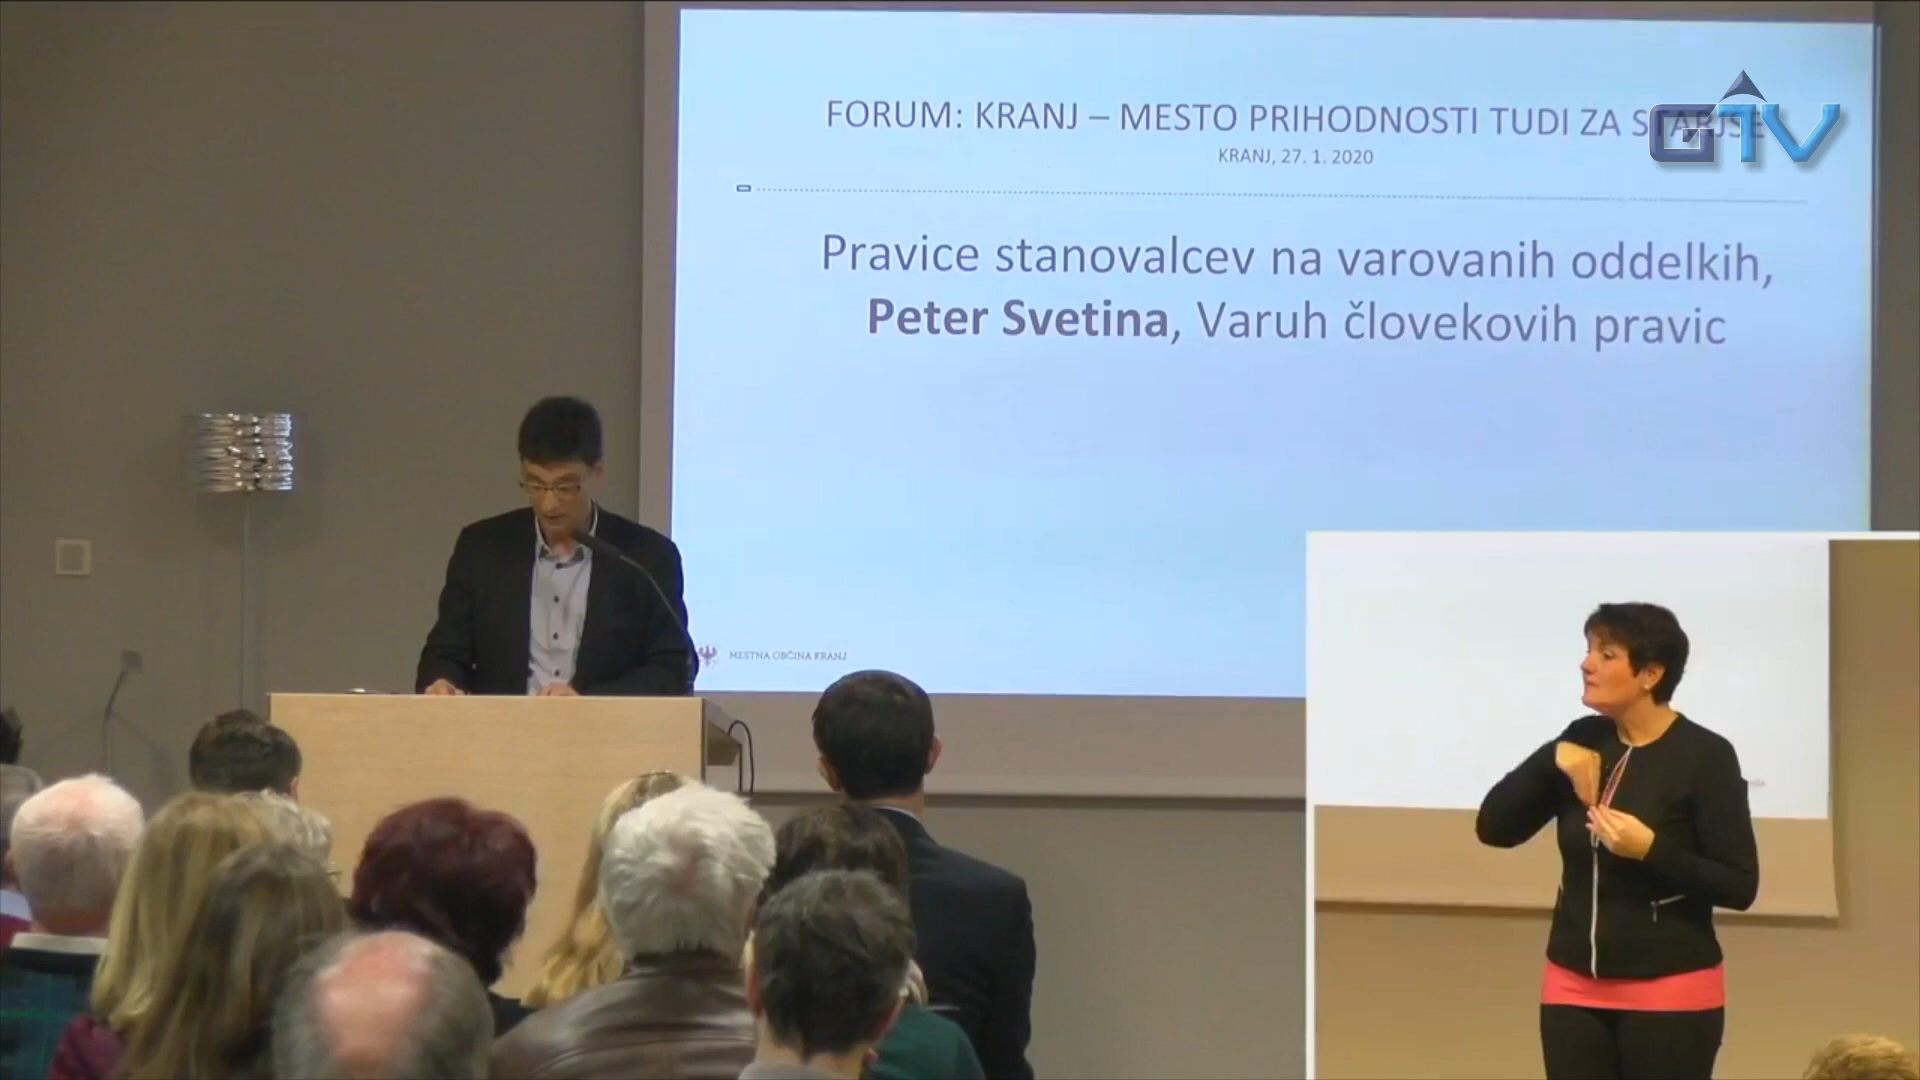 FORUM: KRANJ – MESTO PRIHODNOSTI TUDI ZA STAREJŠE
GTV
KRANJ, 27. 1. 2020
Pravice stanovalcev na varovanih oddelkih,
Peter Svetina, Varuh človekovih pravic
MESTNA OBČINA KRANJ